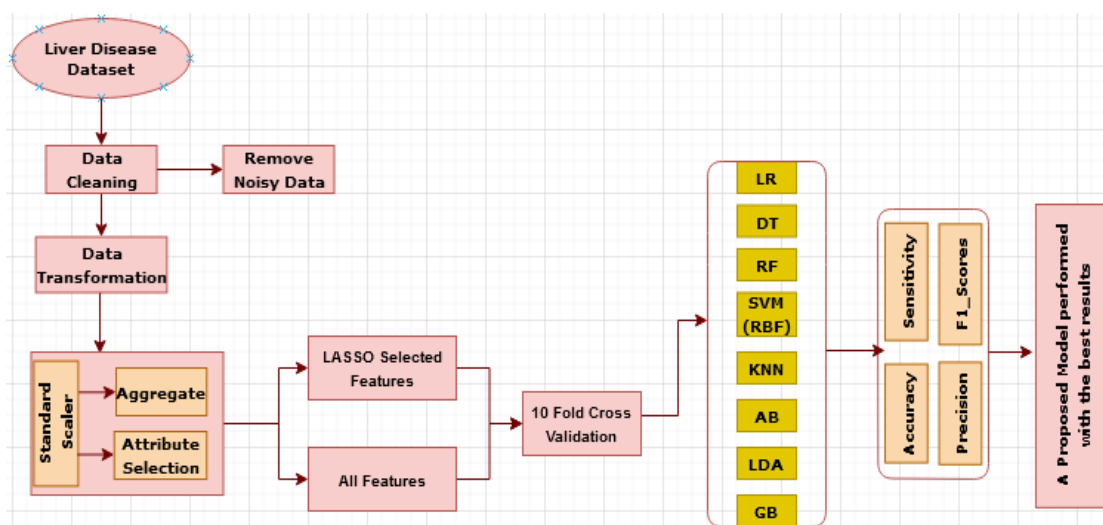 Liver Disease
Dataset
Data
Cleaning
Remove
Noisy Data
Data
Transformation
Standard
Scaler
Aggregate
Attribute
Selection
LASSO Selected
Features
All Features
10 Fold Cross
Validation
LR
DT
RF
SVM
(RBF)
KNN
AB
LDA
GB
Sensitivity
F1_Scores
Accuracy
Precision
A Proposed Model performed
with the best results